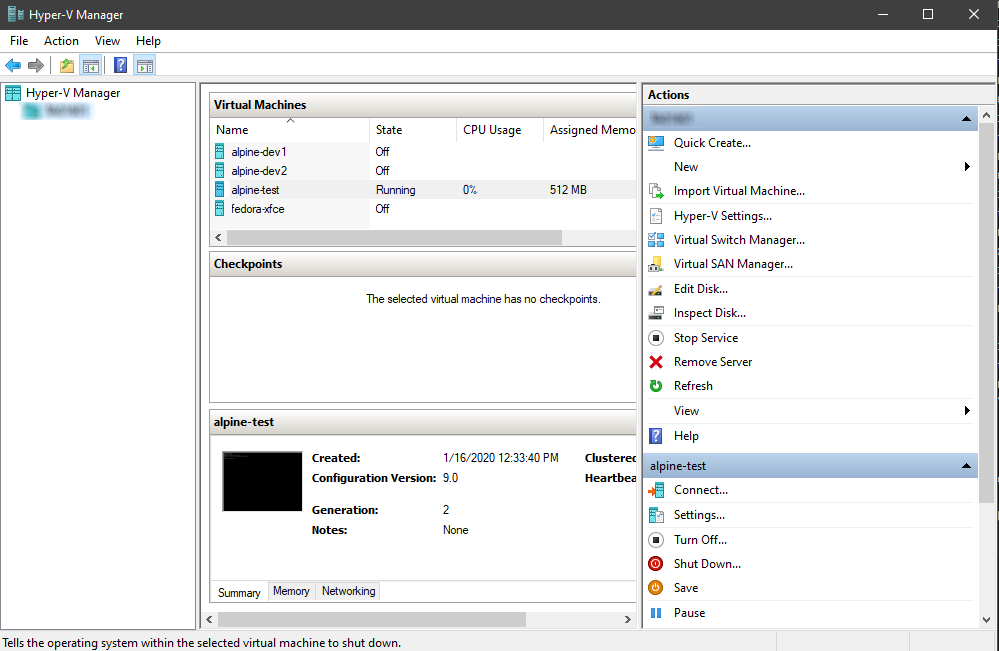 Hyper-V Manager
File Action View Help
Hyper-V Manager
Virtual Machines
Name State CPU Usage Assigned Memo
alpine-dev1 Off
alpine-dev2 Off
alpine-test Running 0% 512 MB
fedora-xfce Off
Checkpoints
The selected virtual machine has no checkpoints.
alpine-test
Created: 1/16/2020 12:33:40 PM Clustered
Configuration Version: 9.0 Heartbea
Generation: 2
Notes: None
Summary Memory Networking
Actions
Quick Create...
New
Import Virtual Machine...
Hyper-V Settings...
Virtual Switch Manager...
Virtual SAN Manager...
Edit Disk...
Inspect Disk...
Stop Service
Remove Server
Refresh
View
Help
alpine-test
Connect...
Settings...
Turn Off...
Shut Down...
Save
Pause
Tells the operating system within the selected virtual machine to shut down.